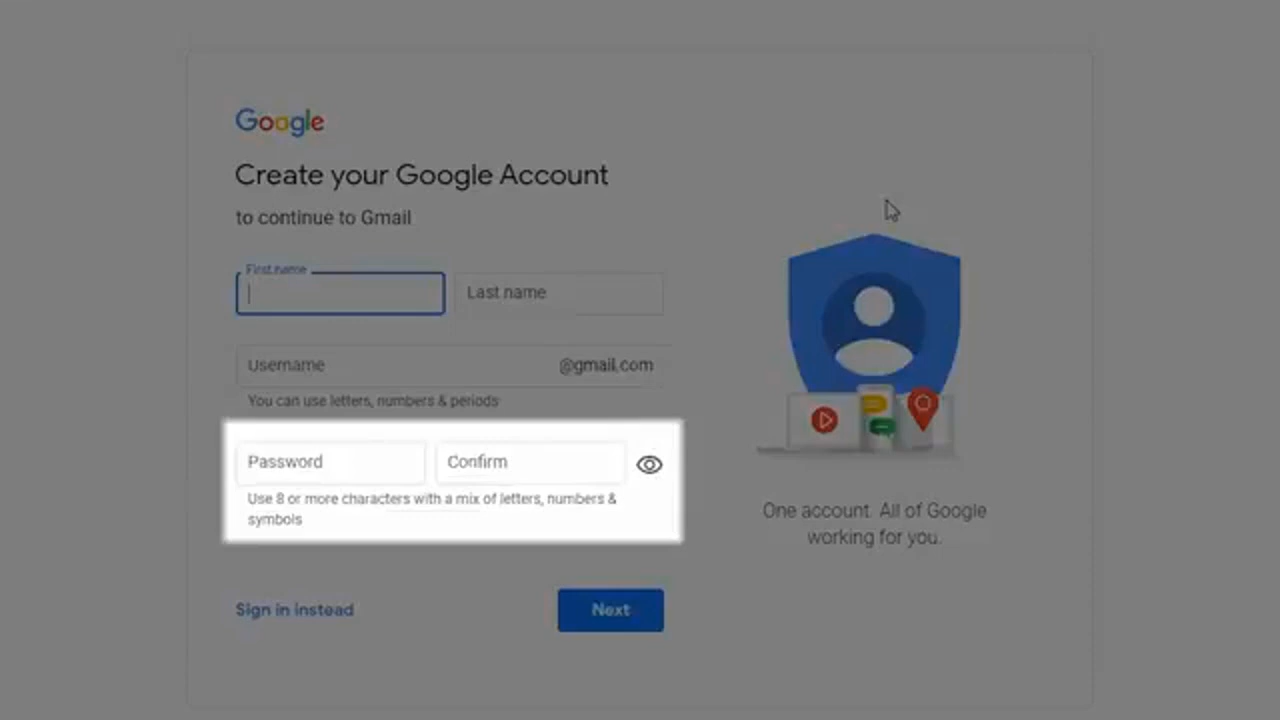 Google
Create your Google Account
to continue to Gmail
First name
Last name
Username @gmail.com
You can use letters, numbers & periods
Password Confirm
Use 8 or more characters with a mix of letters, numbers &
symbols
Sign in instead Next
One account. All of Google
working for you.